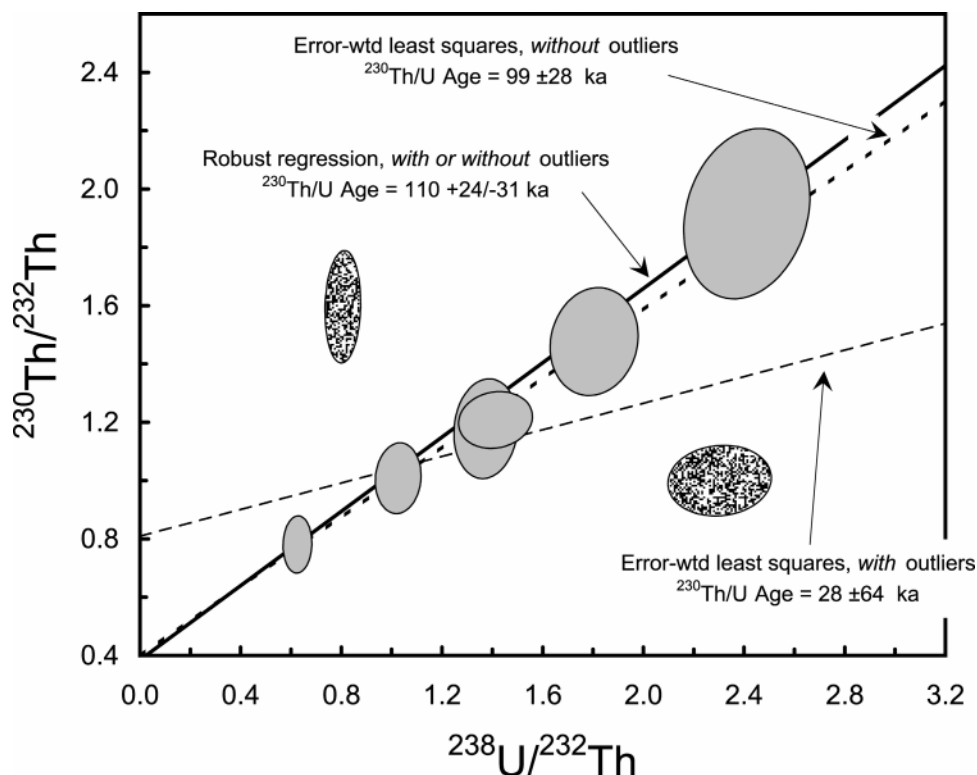 Error-wtd least squares, without outliers
²³⁰Th/U Age = 99 ±28 ka
Robust regression, with or without outliers
²³⁰Th/U Age = 110 +24/-31 ka
Error-wtd least squares, with outliers
²³⁰Th/U Age = 28 ±64 ka
²³⁰Th/²³²Th
2.4
2.0
1.6
1.2
0.8
0.4
0.0 0.4 0.8 1.2 1.6 2.0 2.4 2.8 3.2
²³⁸U/²³²Th